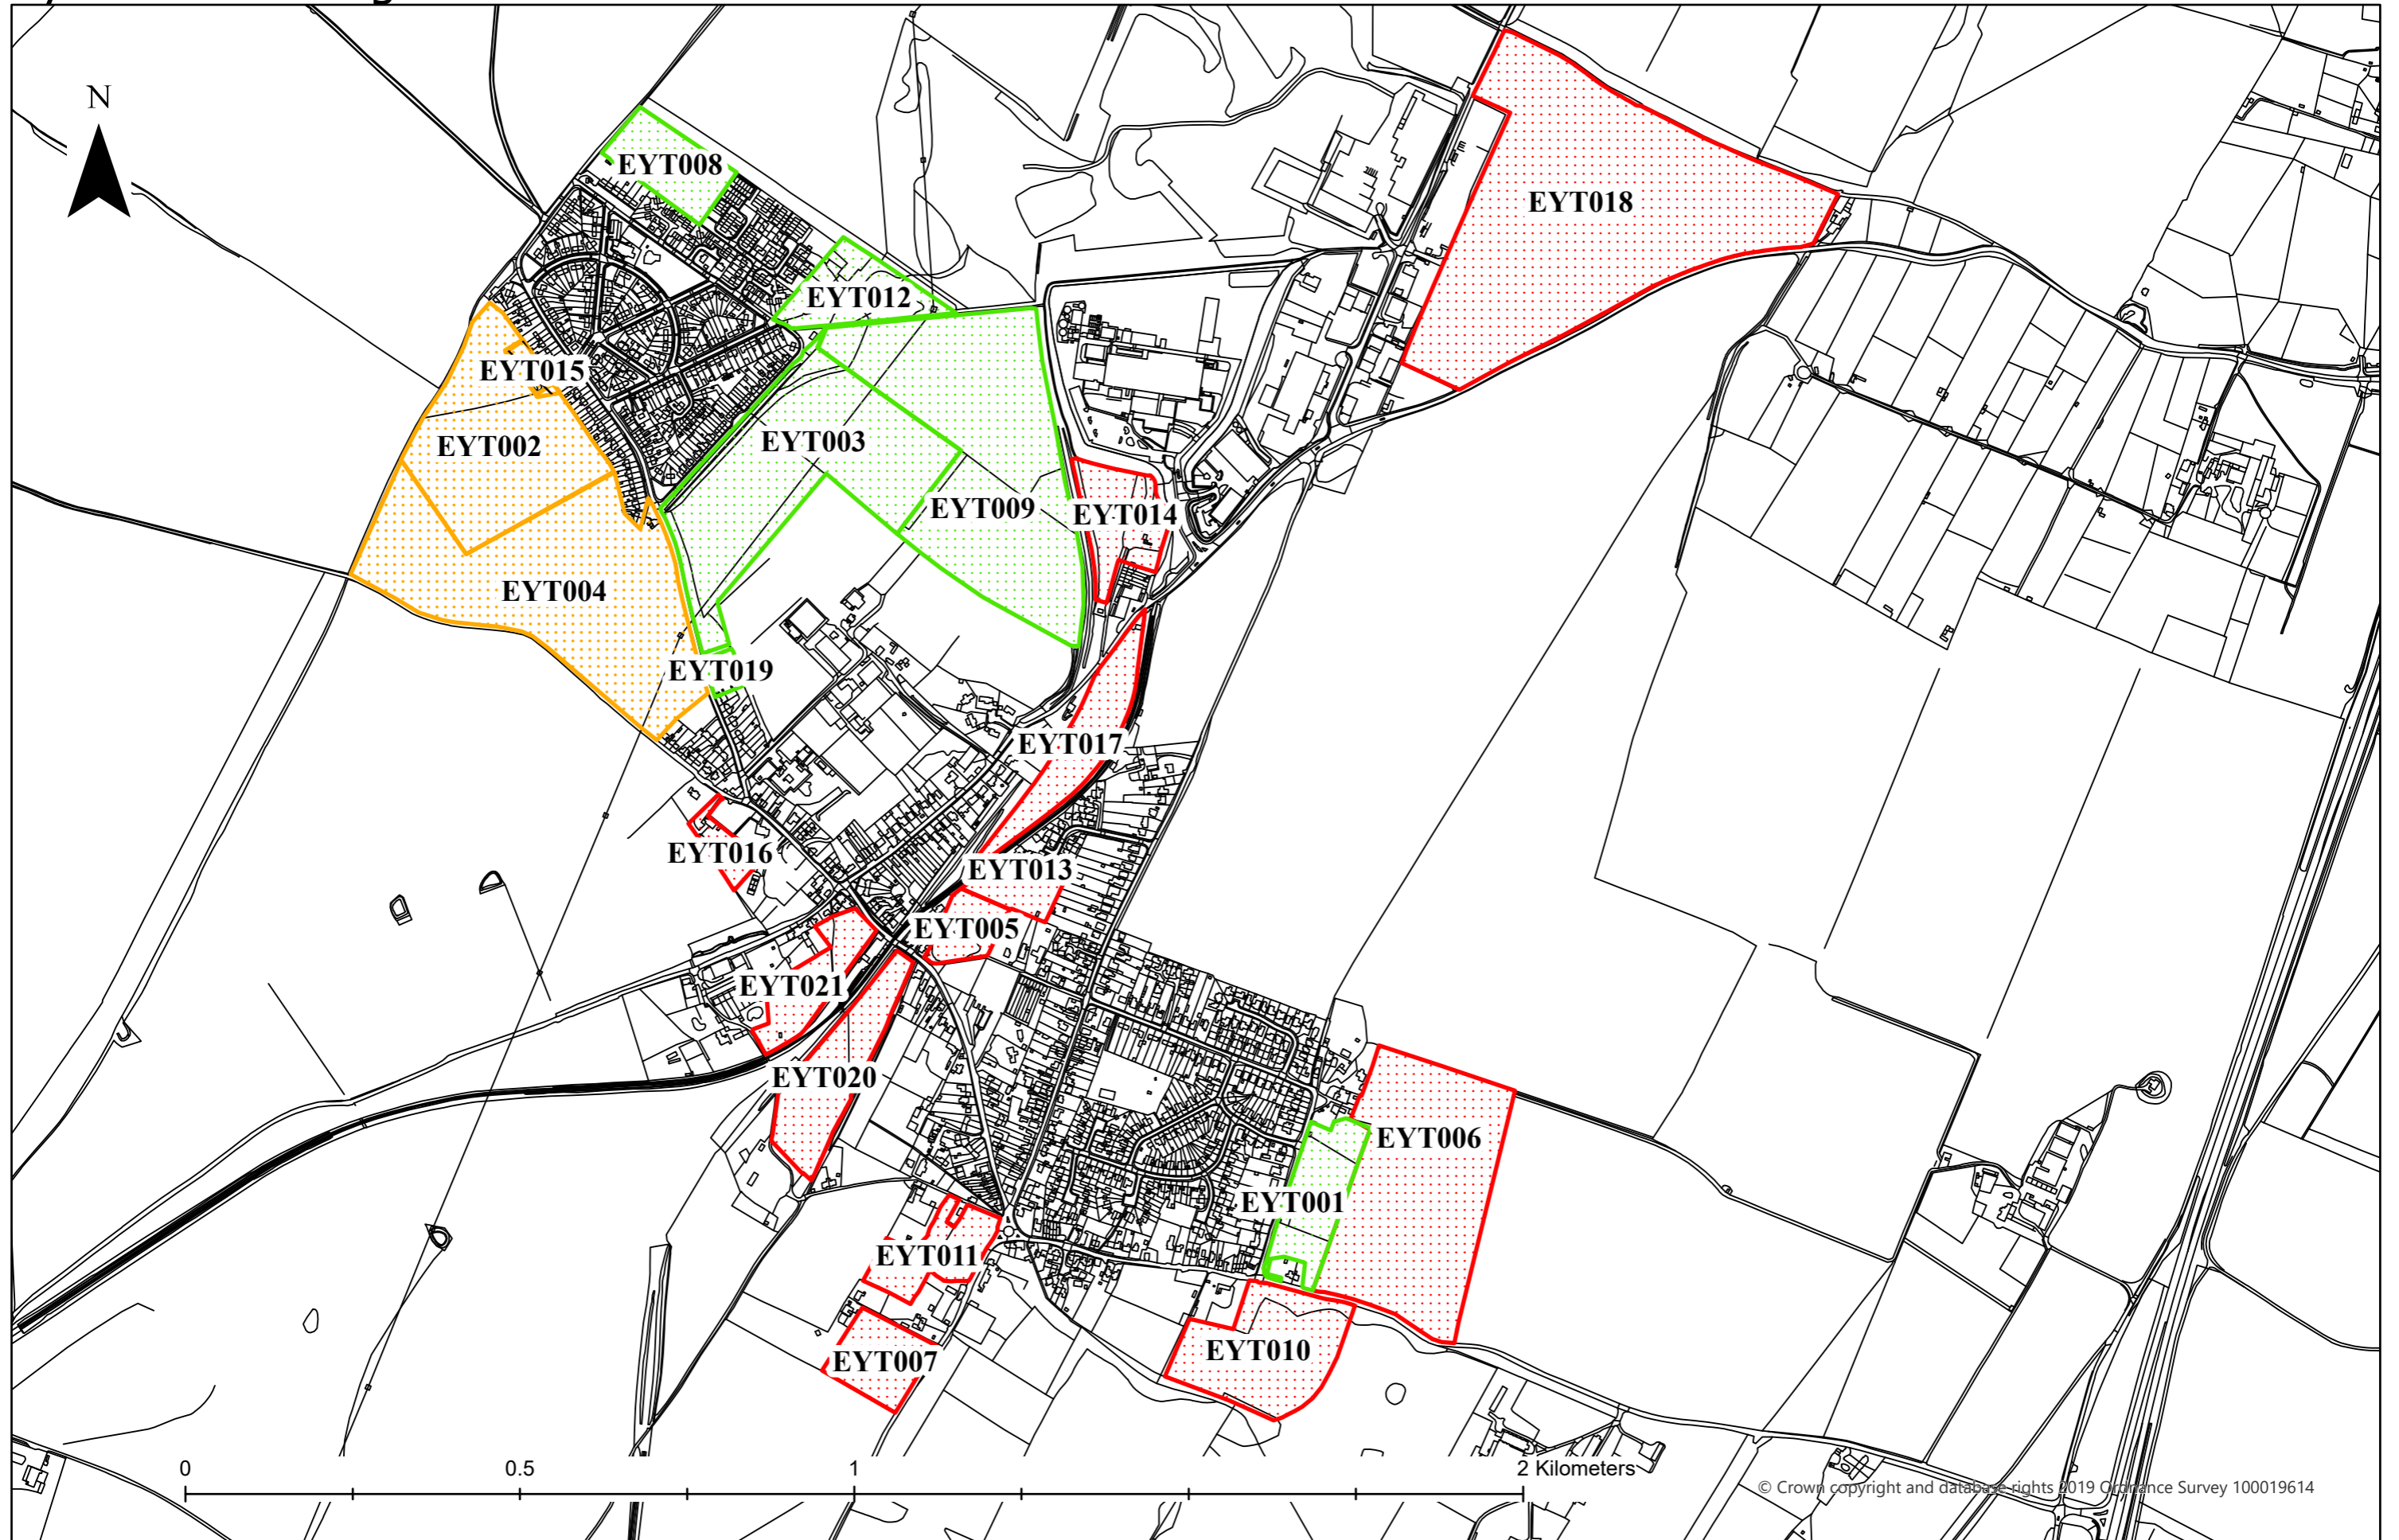 N
EYT008
EYT018
EYT012
EYT015
EYT002
EYT003
EYT009
EYT014
EYT004
EYT019
EYT017
EYT016
EYT013
EYT005
EYT021
EYT020
EYT006
EYT001
EYT011
EYT010
EYT007
0 0.5 1 2 Kilometers
© Crown copyright and database rights 2019 Ordnance Survey 100019614